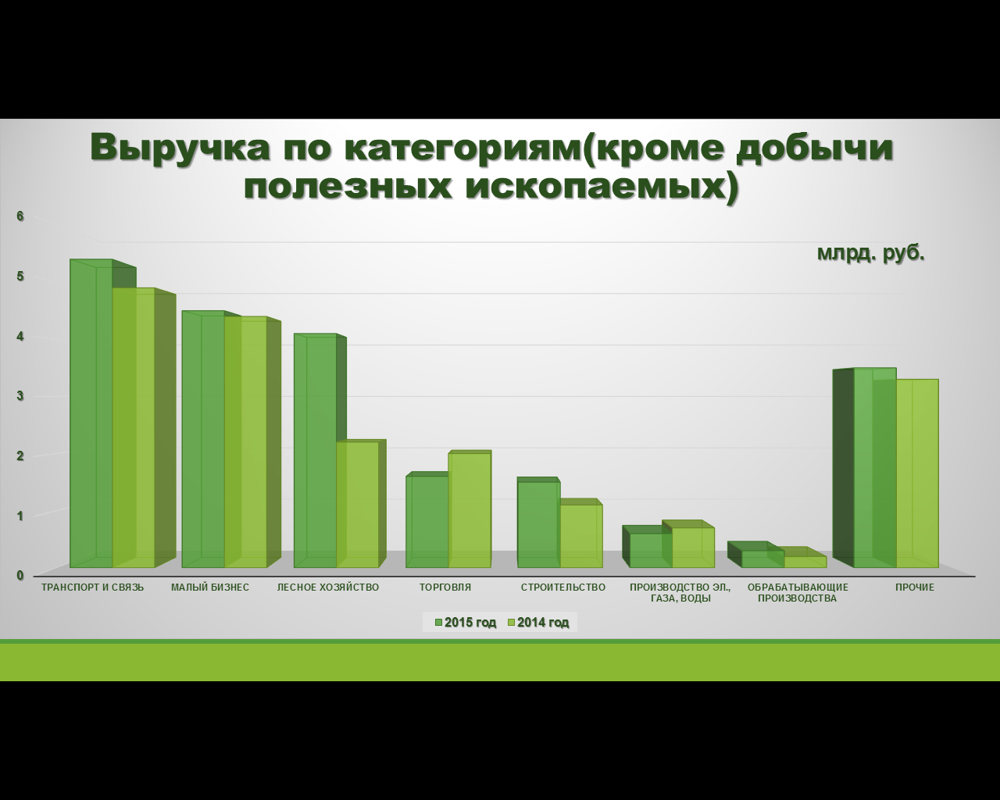 Выручка по категориям(кроме добычи
полезных ископаемых)
млрд. руб.
6
5
4
3
2
1
0
ТРАНСПОРТ И СВЯЗЬ
МАЛЫЙ БИЗНЕС
ЛЕСНОЕ ХОЗЯЙСТВО
ТОРГОВЛЯ
СТРОИТЕЛЬСТВО
ПРОИЗВОДСТВО ЭЛ.,
ГАЗА, ВОДЫ
ОБРАБАТЫВАЮЩИЕ
ПРОИЗВОДСТВА
ПРОЧИЕ
2015 год
2014 год